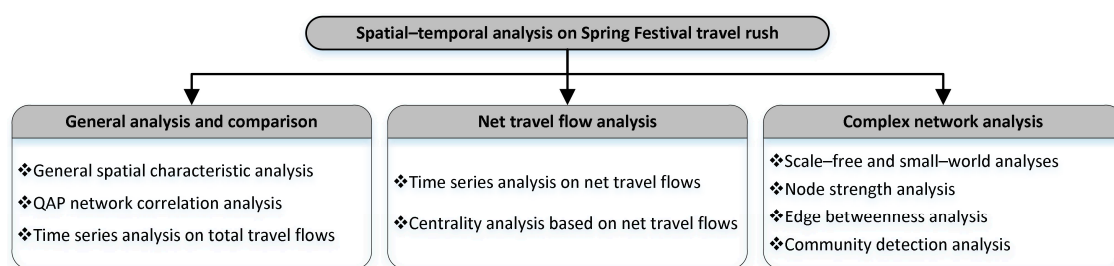 Spatial–temporal analysis on Spring Festival travel rush
General analysis and comparison
❖General spatial characteristic analysis
❖QAP network correlation analysis
❖Time series analysis on total travel flows
Net travel flow analysis
❖Time series analysis on net travel flows
❖Centrality analysis based on net travel flows
Complex network analysis
❖Scale–free and small–world analyses
❖Node strength analysis
❖Edge betweenness analysis
❖Community detection analysis